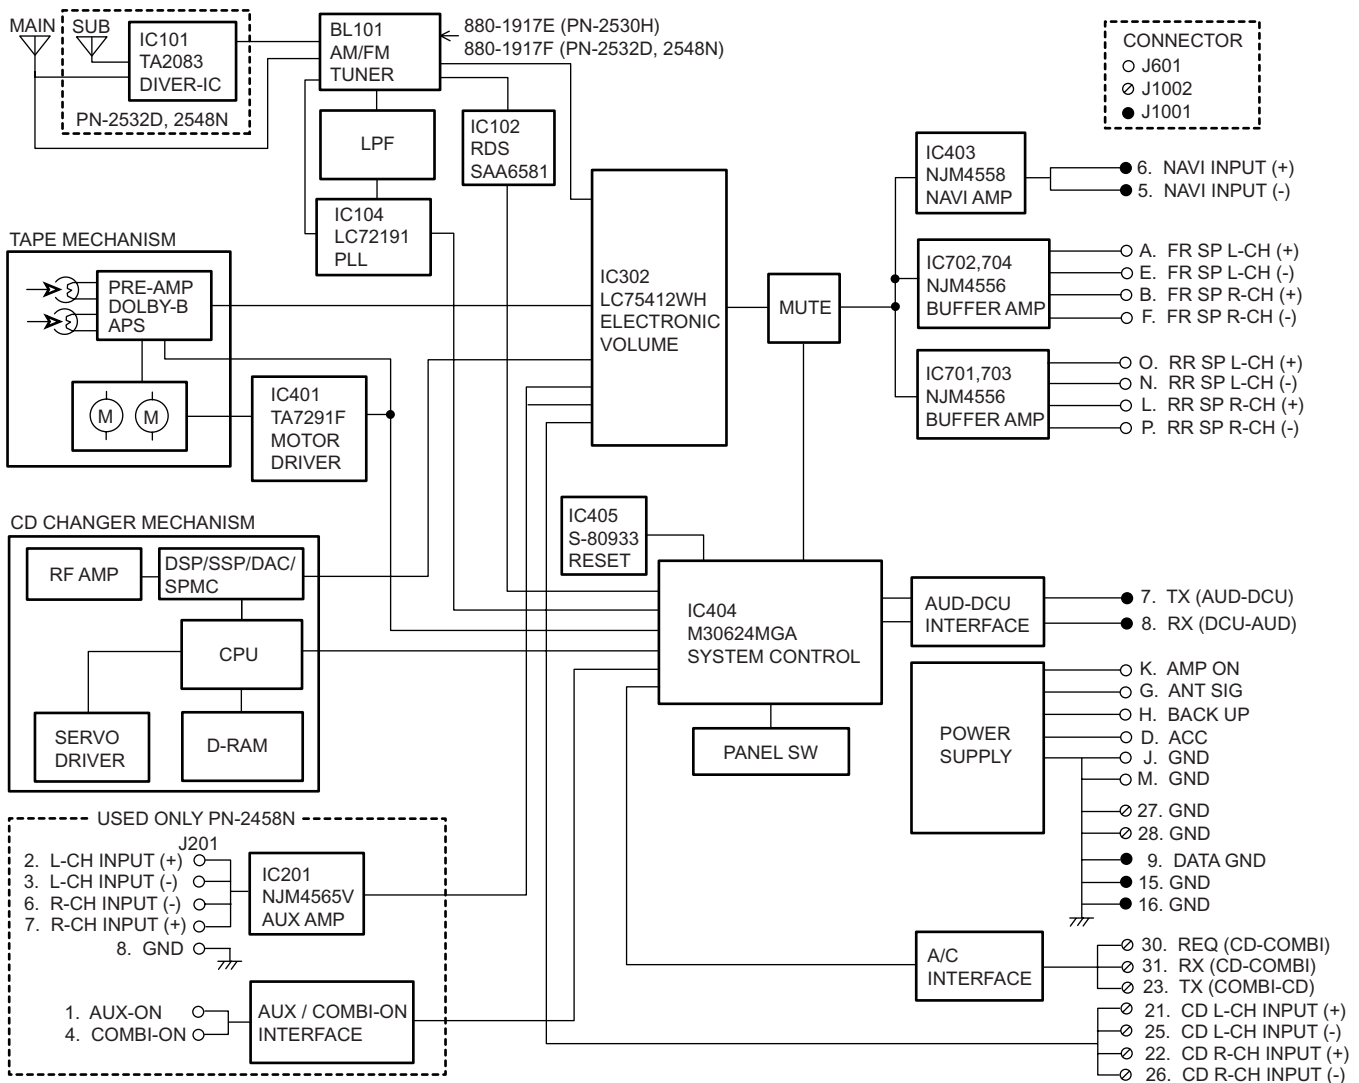 MAIN
SUB
IC101
TA2083
DIVER-IC
PN-2532D, 2548N
BL101
AM/FM
TUNER
880-1917E (PN-2530H)
880-1917F (PN-2532D, 2548N)
CONNECTOR
J601
J1002
J1001
LPF
IC102
RDS
SAA6581
IC104
LC72191
PLL
IC403
NJM4558
NAVI AMP
6. NAVI INPUT (+)
5. NAVI INPUT (-)
TAPE MECHANISM
PRE-AMP
DOLBY-B
APS
M
M
IC401
TA7291F
MOTOR
DRIVER
IC302
LC75412WH
ELECTRONIC
VOLUME
MUTE
IC702,704
NJM4556
BUFFER AMP
A. FR SP L-CH (+)
E. FR SP L-CH (-)
B. FR SP R-CH (+)
F. FR SP R-CH (-)
IC701,703
NJM4556
BUFFER AMP
O. RR SP L-CH (+)
N. RR SP L-CH (-)
L. RR SP R-CH (+)
P. RR SP R-CH (-)
CD CHANGER MECHANISM
RF AMP
DSP/SSP/DAC/
SPMC
CPU
SERVO
DRIVER
D-RAM
IC405
S-80933
RESET
IC404
M30624MGA
SYSTEM CONTROL
PANEL SW
AUD-DCU
INTERFACE
7. TX (AUD-DCU)
8. RX (DCU-AUD)
POWER
SUPPLY
K. AMP ON
G. ANT SIG
H. BACK UP
D. ACC
J. GND
M. GND
27. GND
28. GND
9. DATA GND
15. GND
16. GND
USED ONLY PN-2458N
J201
2. L-CH INPUT (+)
3. L-CH INPUT (-)
6. R-CH INPUT (-)
7. R-CH INPUT (+)
8. GND
IC201
NJM4565V
AUX AMP
1. AUX-ON
4. COMBI-ON
AUX / COMBI-ON
INTERFACE
A/C
INTERFACE
30. REQ (CD-COMBI)
31. RX (CD-COMBI)
23. TX (COMBI-CD)
21. CD L-CH INPUT (+)
25. CD L-CH INPUT (-)
22. CD R-CH INPUT (+)
26. CD R-CH INPUT (-)